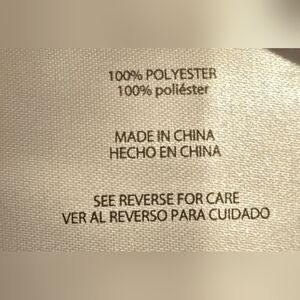 100% POLYESTER
100% poliéster
MADE IN CHINA
HECHO EN CHINA
SEE REVERSE FOR CARE
VER AL REVERSO PARA CUIDADO